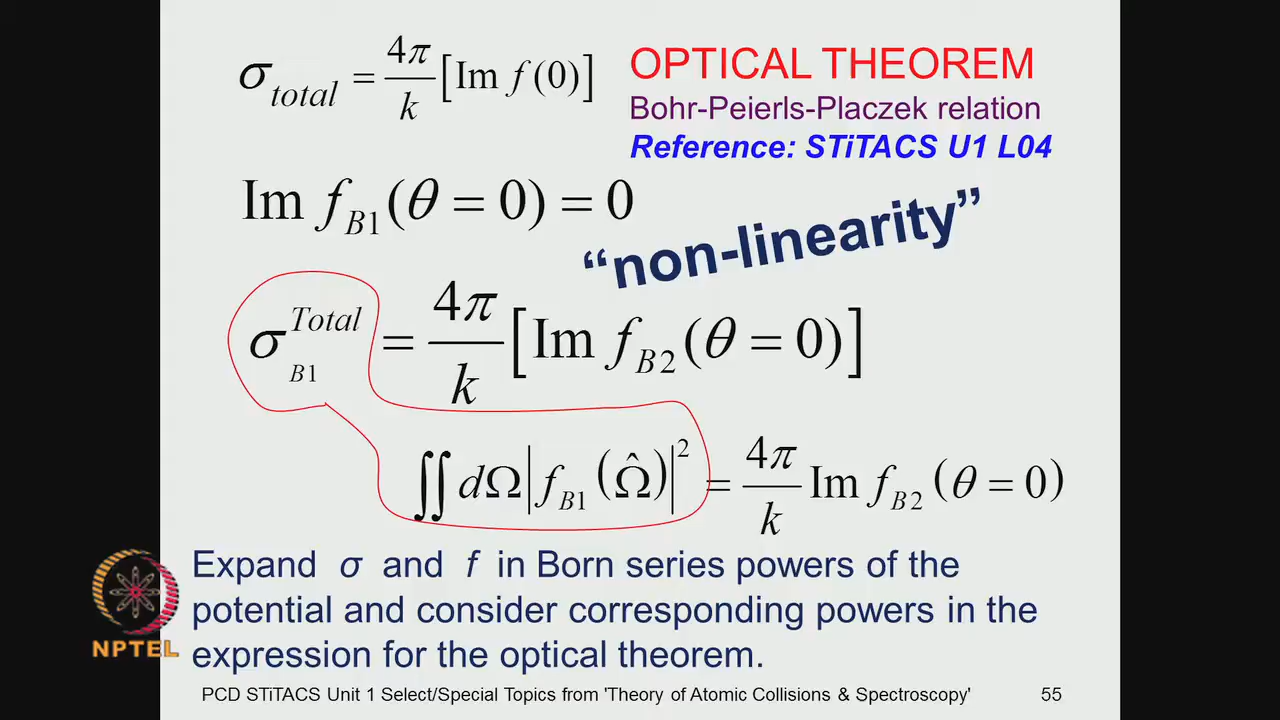 σ_total = 4π/k [Im f(0)]
OPTICAL THEOREM
Bohr-Peierls-Placzek relation
Reference: STiTACS U1 L04
Im f_B1 (θ = 0) = 0
“non-linearity”
σ_B1^Total = 4π/k [Im f_B2 (θ = 0)]
∬ dΩ |f_B1 (Ω̂)|² = 4π/k Im f_B2 (θ = 0)
Expand σ and f in Born series powers of the
potential and consider corresponding powers in the
expression for the optical theorem.
NPTEL
PCD STiTACS Unit 1 Select/Special Topics from 'Theory of Atomic Collisions & Spectroscopy' 55